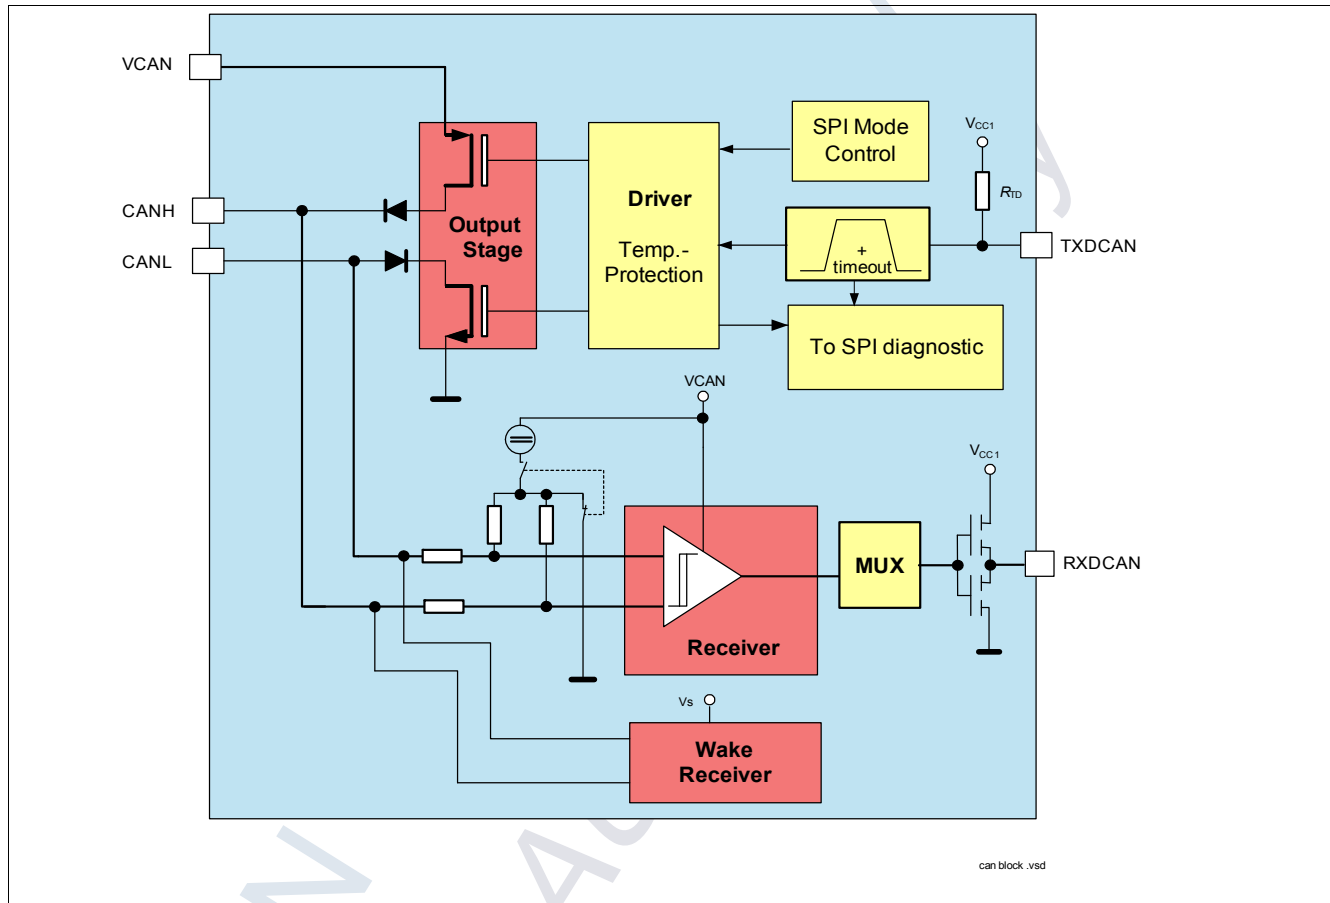 VCAN
SPI Mode
Control
VCC1
RTD
CANH
Driver
Output
Stage
CANL
Temp.-
Protection
+
timeout
TXDCAN
To SPI diagnostic
VCAN
VCC1
MUX
RXDCAN
Receiver
Vs
Wake
Receiver
can block .vsd